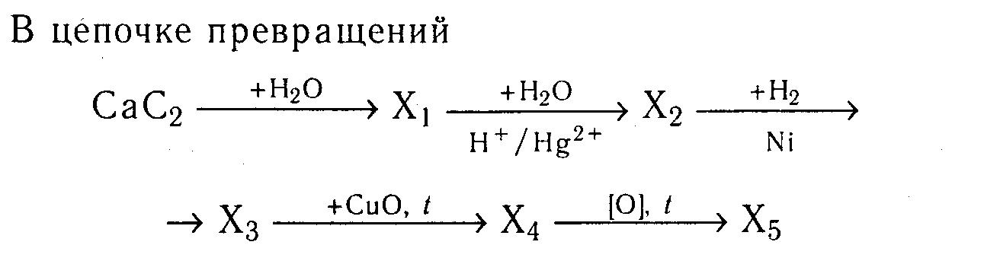 В цепочке превращений
CaC₂ —+H₂O→ X₁ —+H₂O, H⁺/Hg²⁺→ X₂ —+H₂, Ni→
→ X₃ —+CuO, t→ X₄ —[O], t→ X₅